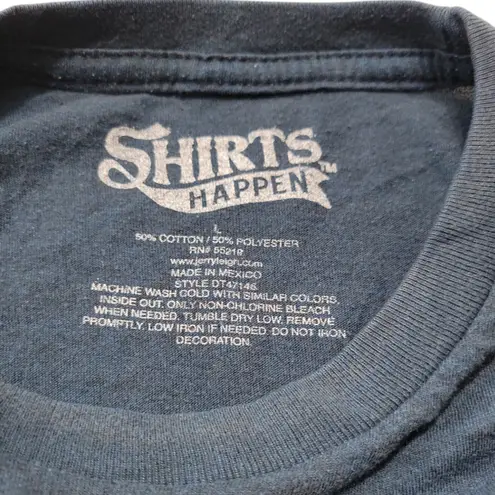 SHIRTS
HAPPEN™
L
50% COTTON / 50% POLYESTER
RN# 55219
www.jerryleigh.com
MADE IN MEXICO
STYLE DT47146
MACHINE WASH COLD WITH SIMILAR COLORS,
INSIDE OUT. ONLY NON-CHLORINE BLEACH
WHEN NEEDED. TUMBLE DRY LOW. REMOVE
PROMPTLY. LOW IRON IF NEEDED. DO NOT IRON
DECORATION.